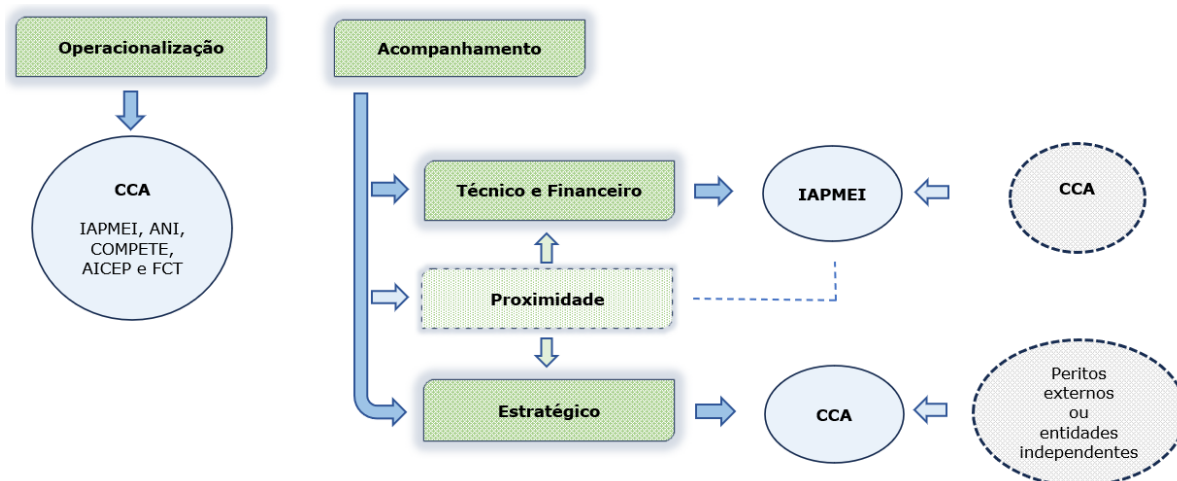 Operacionalização
Acompanhamento
CCA
IAPMEI, ANI,
COMPETE,
AICEP e FCT
Técnico e Financeiro
IAPMEI
CCA
Proximidade
Estratégico
CCA
Peritos
externos
ou
entidades
independentes